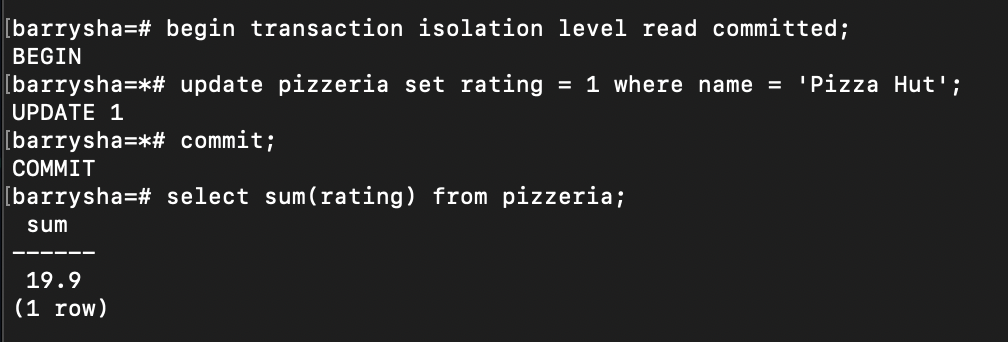 [barrysha=# begin transaction isolation level read committed;
BEGIN
[barrysha=*# update pizzeria set rating = 1 where name = 'Pizza Hut';
UPDATE 1
[barrysha=*# commit;
COMMIT
[barrysha=# select sum(rating) from pizzeria;
 sum
------
 19.9
(1 row)